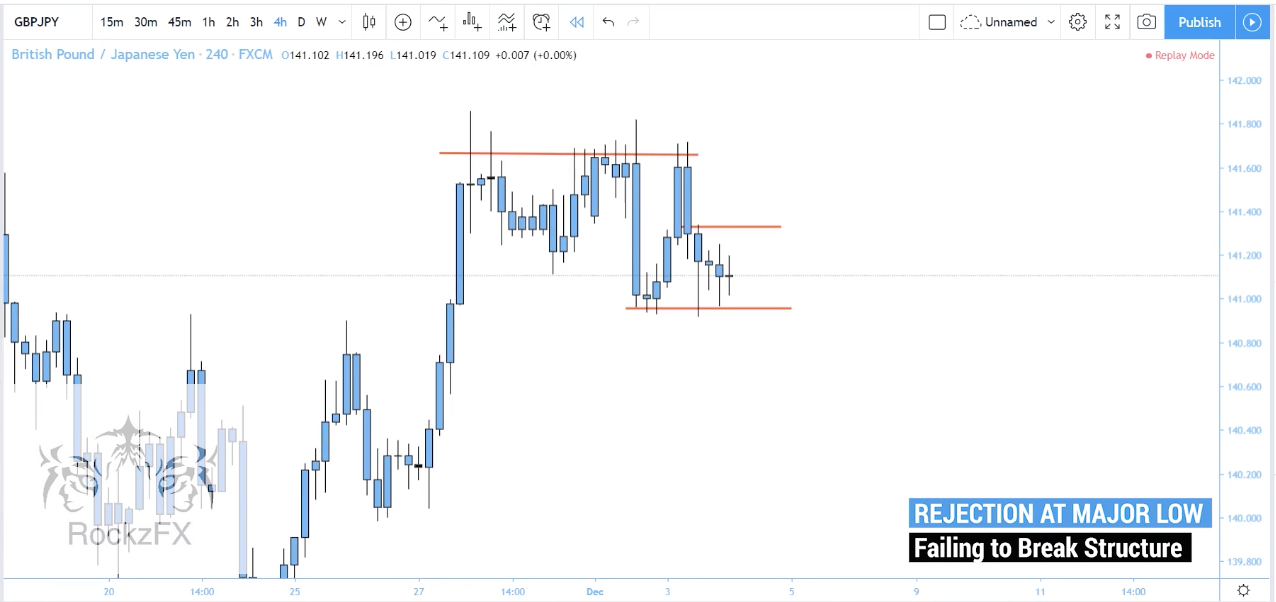 GBPJPY 15m 30m 45m 1h 2h 3h 4h D W Unnamed Publish
British Pound / Japanese Yen · 240 · FXCM O141.102 H141.196 L141.019 C141.109 +0.007 (+0.00%) Replay Mode
142.000
141.800
141.600
141.400
141.200
141.000
140.800
140.600
140.400
140.200
140.000
139.800
RockzFX
REJECTION AT MAJOR LOW
Failing to Break Structure
20 14:00 25 27 14:00 Dec 3 5 9 11 14:00